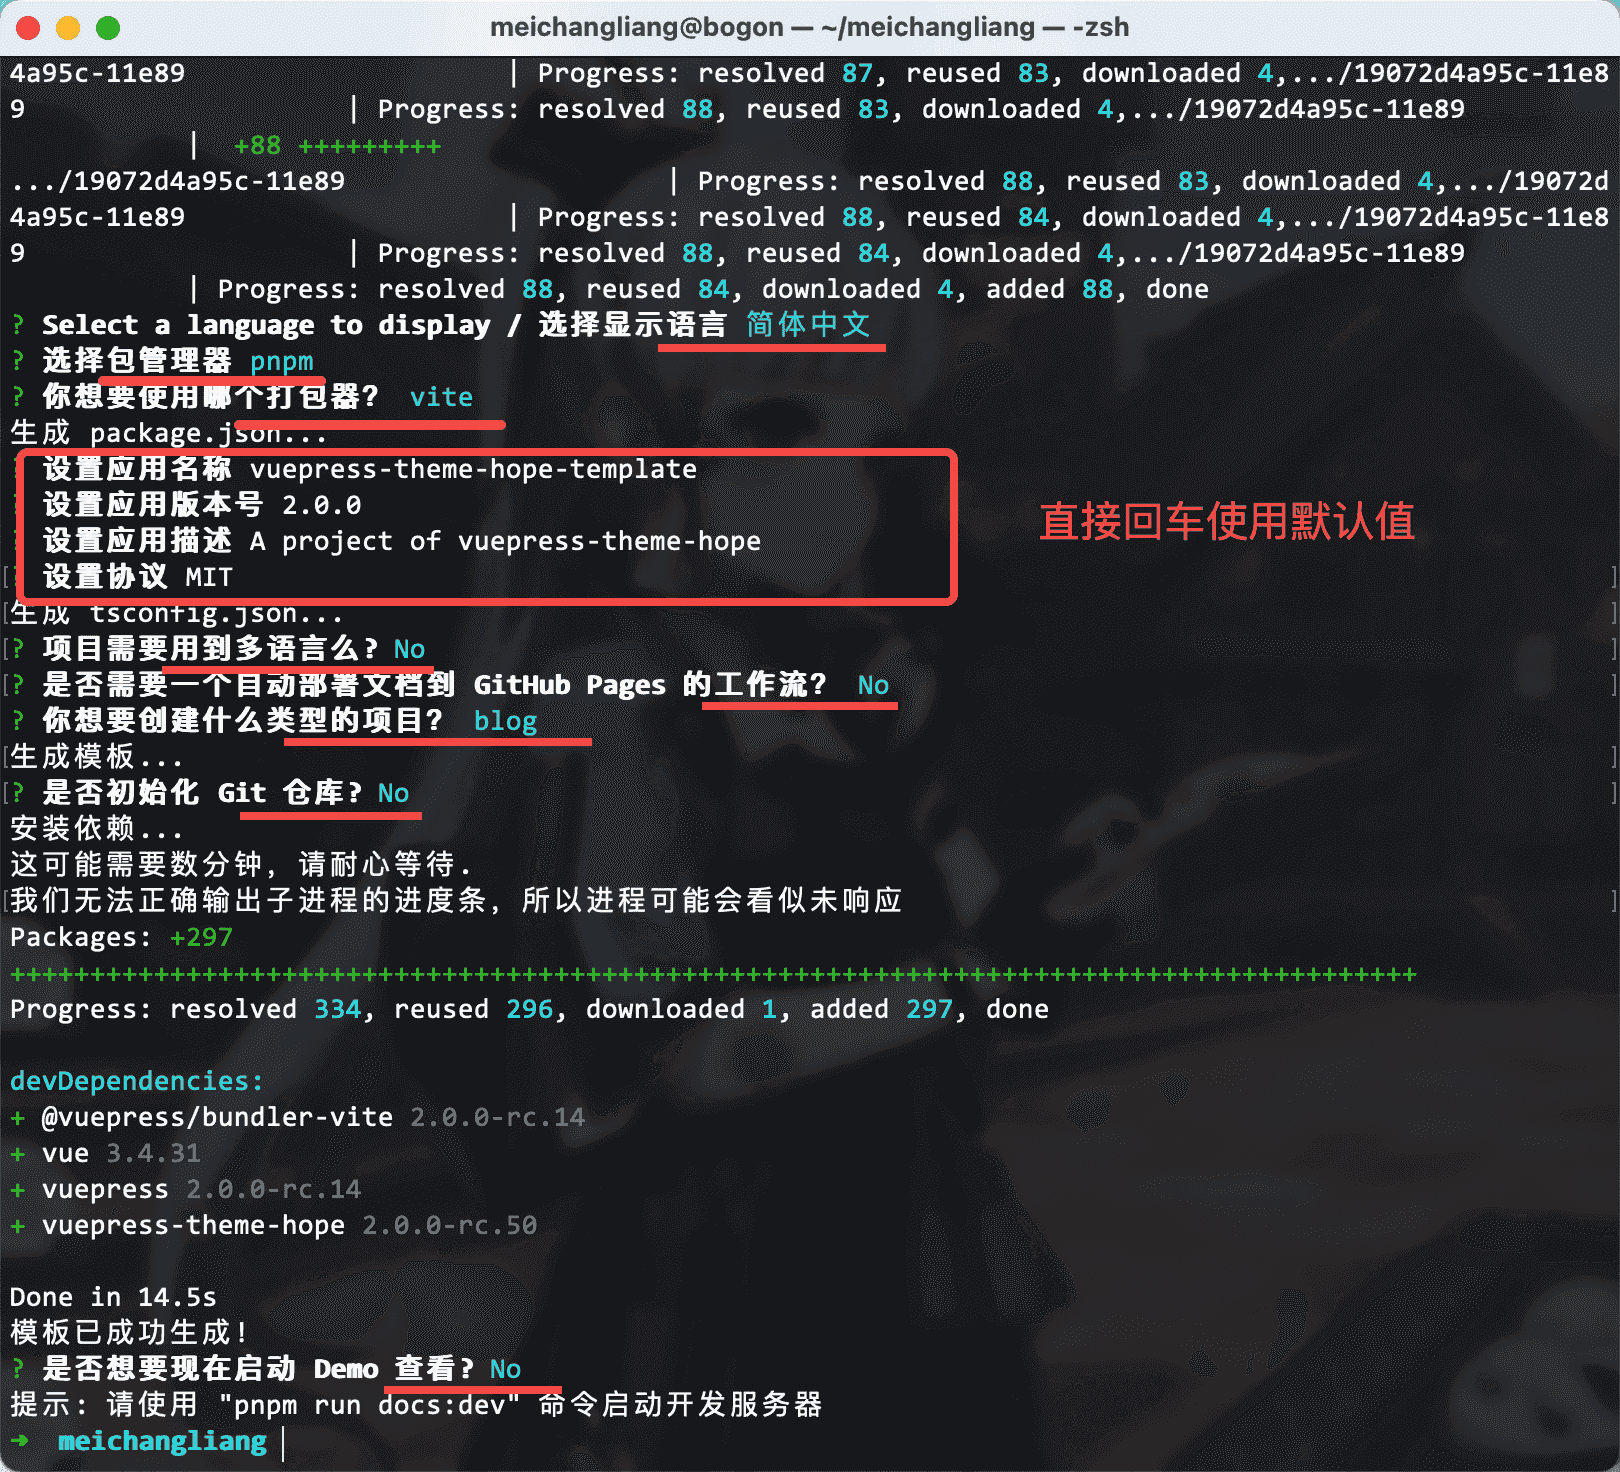 meichangliang@bogon — ~/meichangliang — -zsh
4a95c-11e89 | Progress: resolved 87, reused 83, downloaded 4,.../19072d4a95c-11e8
9 | Progress: resolved 88, reused 83, downloaded 4,.../19072d4a95c-11e89
| +88 +++++++++
.../19072d4a95c-11e89 | Progress: resolved 88, reused 83, downloaded 4,.../19072d
4a95c-11e89 | Progress: resolved 88, reused 84, downloaded 4,.../19072d4a95c-11e8
9 | Progress: resolved 88, reused 84, downloaded 4,.../19072d4a95c-11e89
| Progress: resolved 88, reused 84, downloaded 4, added 88, done
? Select a language to display / 选择显示语言 简体中文
? 选择包管理器 pnpm
? 你想要使用哪个打包器? vite
生成 package.json...
设置应用名称 vuepress-theme-hope-template
设置应用版本号 2.0.0
设置应用描述 A project of vuepress-theme-hope
设置协议 MIT
直接回车使用默认值
生成 tsconfig.json...
? 项目需要用到多语言么? No
? 是否需要一个自动部署文档到 GitHub Pages 的工作流? No
? 你想要创建什么类型的项目? blog
生成模板...
? 是否初始化 Git 仓库? No
安装依赖...
这可能需要数分钟, 请耐心等待.
我们无法正确输出子进程的进度条, 所以进程可能会看似未响应
Packages: +297
++++++++++++++++++++++++++++++++++++++++++++++++++++++++++++++++++++++++++++++++++++++++
Progress: resolved 334, reused 296, downloaded 1, added 297, done
devDependencies:
+ @vuepress/bundler-vite 2.0.0-rc.14
+ vue 3.4.31
+ vuepress 2.0.0-rc.14
+ vuepress-theme-hope 2.0.0-rc.50
Done in 14.5s
模板已成功生成!
? 是否想要现在启动 Demo 查看? No
提示: 请使用 "pnpm run docs:dev" 命令启动开发服务器
➜ meichangliang